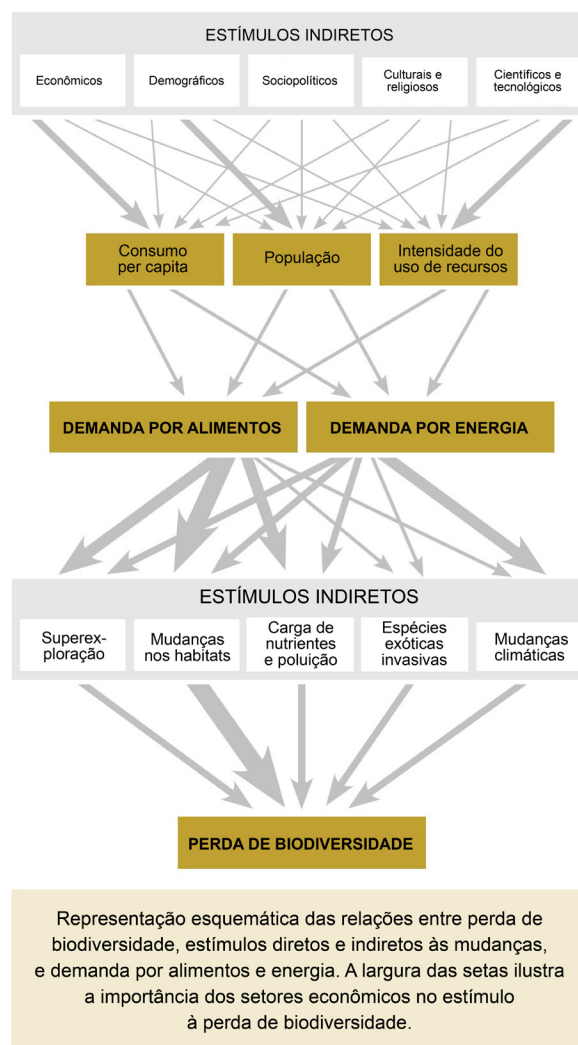 ESTÍMULOS INDIRETOS
Econômicos
Demográficos
Sociopolíticos
Culturais e
religiosos
Científicos e
tecnológicos
Consumo
per capita
População
Intensidade do
uso de recursos
DEMANDA POR ALIMENTOS
DEMANDA POR ENERGIA
ESTÍMULOS INDIRETOS
Superex-
ploração
Mudanças
nos habitats
Carga de
nutrientes
e poluição
Espécies
exóticas
invasivas
Mudanças
climáticas
PERDA DE BIODIVERSIDADE
Representação esquemática das relações entre perda de
biodiversidade, estímulos diretos e indiretos às mudanças,
e demanda por alimentos e energia. A largura das setas ilustra
a importância dos setores econômicos no estímulo
à perda de biodiversidade.